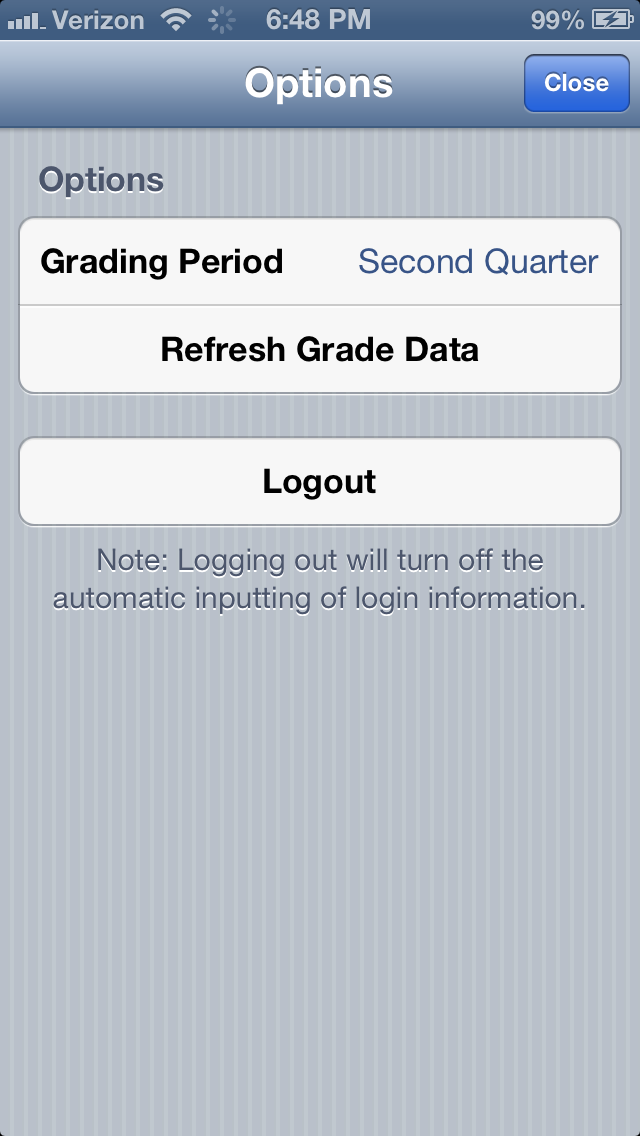 Verizon 6:48 PM 99%
Options Close
Options
Grading Period Second Quarter
Refresh Grade Data
Logout
Note: Logging out will turn off the
automatic inputting of login information.